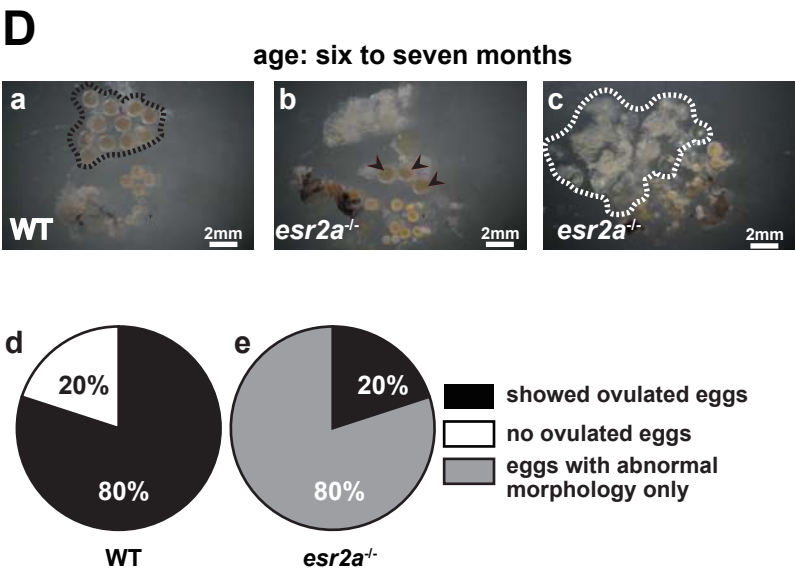 D
age: six to seven months
a
b
c
WT
2mm
esr2a-/-
2mm
esr2a-/-
2mm
d
e
20%
80%
20%
80%
showed ovulated eggs
no ovulated eggs
eggs with abnormal
morphology only
WT
esr2a-/-